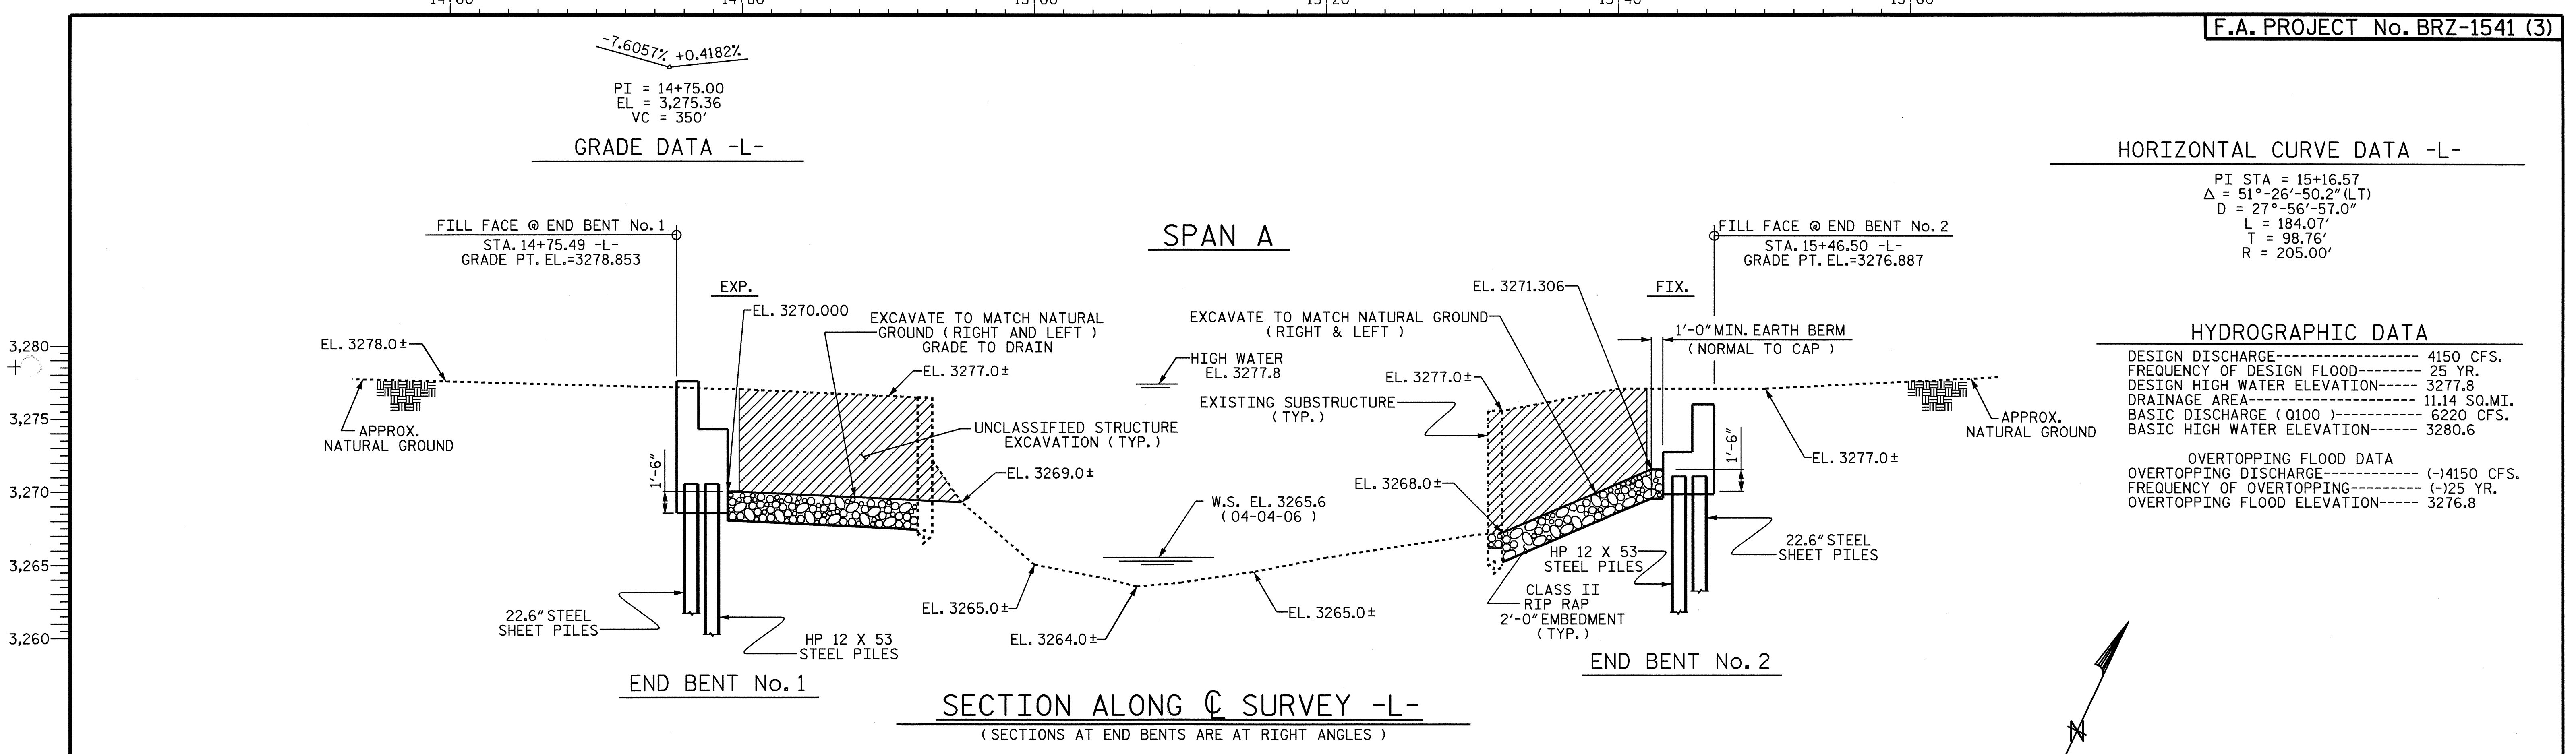 F.A. PROJECT No. BRZ-1541 (3)
-7.6057% +0.4182%
PI = 14+75.00
EL = 3,275.36
VC = 350'
GRADE DATA -L-
HORIZONTAL CURVE DATA -L-
PI STA = 15+16.57
Δ = 51°-26'-50.2"(LT)
D = 27°-56'-57.0"
L = 184.07'
T = 98.76'
R = 205.00'
FILL FACE @ END BENT No. 1
STA. 14+75.49 -L-
GRADE PT. EL.=3278.853
SPAN A
FILL FACE @ END BENT No. 2
STA. 15+46.50 -L-
GRADE PT. EL.=3276.887
EXP.
EL. 3270.000
EXCAVATE TO MATCH NATURAL
GROUND ( RIGHT AND LEFT )
GRADE TO DRAIN
EL. 3278.0±
EL. 3277.0±
HIGH WATER
EL. 3277.8
EL. 3271.306
FIX.
EXCAVATE TO MATCH NATURAL GROUND
( RIGHT & LEFT )
1'-0" MIN. EARTH BERM
( NORMAL TO CAP )
EL. 3277.0±
EXISTING SUBSTRUCTURE
( TYP. )
HYDROGRAPHIC DATA
DESIGN DISCHARGE------------------ 4150 CFS.
FREQUENCY OF DESIGN FLOOD-------- 25 YR.
DESIGN HIGH WATER ELEVATION----- 3277.8
DRAINAGE AREA--------------------- 11.14 SQ.MI.
BASIC DISCHARGE ( Q100 )----------- 6220 CFS.
BASIC HIGH WATER ELEVATION------ 3280.6
OVERTOPPING FLOOD DATA
OVERTOPPING DISCHARGE------------ (-)4150 CFS.
FREQUENCY OF OVERTOPPING--------- (-)25 YR.
OVERTOPPING FLOOD ELEVATION----- 3276.8
3,280
3,275
3,270
3,265
3,260
APPROX.
NATURAL GROUND
UNCLASSIFIED STRUCTURE
EXCAVATION ( TYP. )
1'-6"
EL. 3269.0±
W.S. EL. 3265.6
( 04-04-06 )
EL. 3268.0±
1'-6"
EL. 3277.0±
APPROX.
NATURAL GROUND
22.6" STEEL
SHEET PILES
HP 12 X 53
STEEL PILES
EL. 3265.0±
EL. 3264.0±
EL. 3265.0±
HP 12 X 53
STEEL PILES
22.6" STEEL
SHEET PILES
CLASS II
RIP RAP
2'-0" EMBEDMENT
( TYP. )
END BENT No. 1
END BENT No. 2
SECTION ALONG ℄ SURVEY -L-
( SECTIONS AT END BENTS ARE AT RIGHT ANGLES )
N